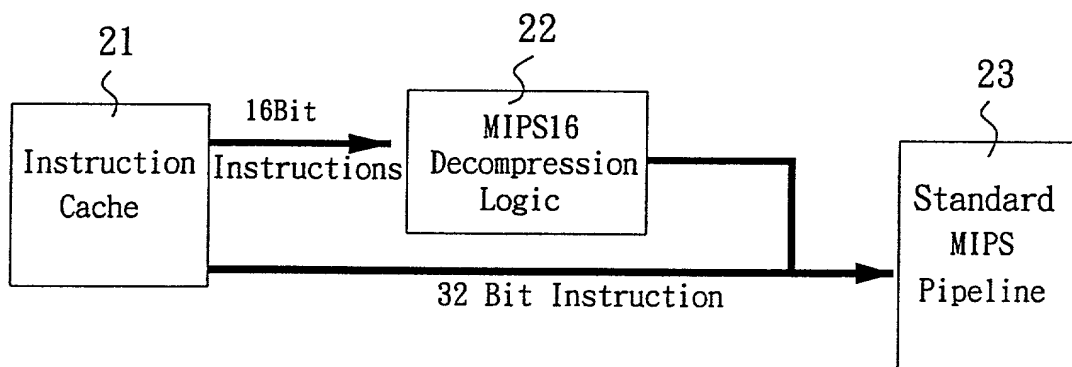 21
Instruction
Cache
16Bit
Instructions
22
MIPS16
Decompression
Logic
32 Bit Instruction
23
Standard
MIPS
Pipeline